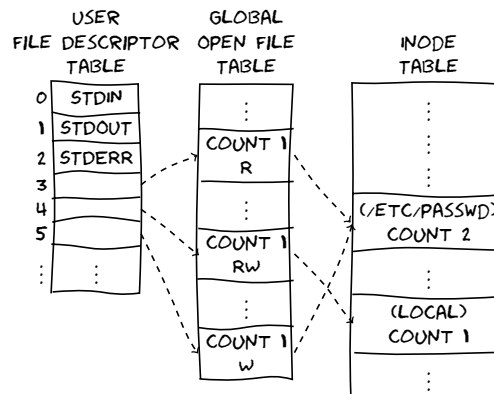 USER
FILE DESCRIPTOR
TABLE
0 STDIN
1 STDOUT
2 STDERR
3
4
5
⋮ ⋮
GLOBAL
OPEN FILE
TABLE
⋮
COUNT 1
R
⋮
COUNT 1
RW
⋮
COUNT 1
W
INODE
TABLE
⋮
⋮
(/ETC/PASSWD)
COUNT 2
⋮
(LOCAL)
COUNT 1
⋮